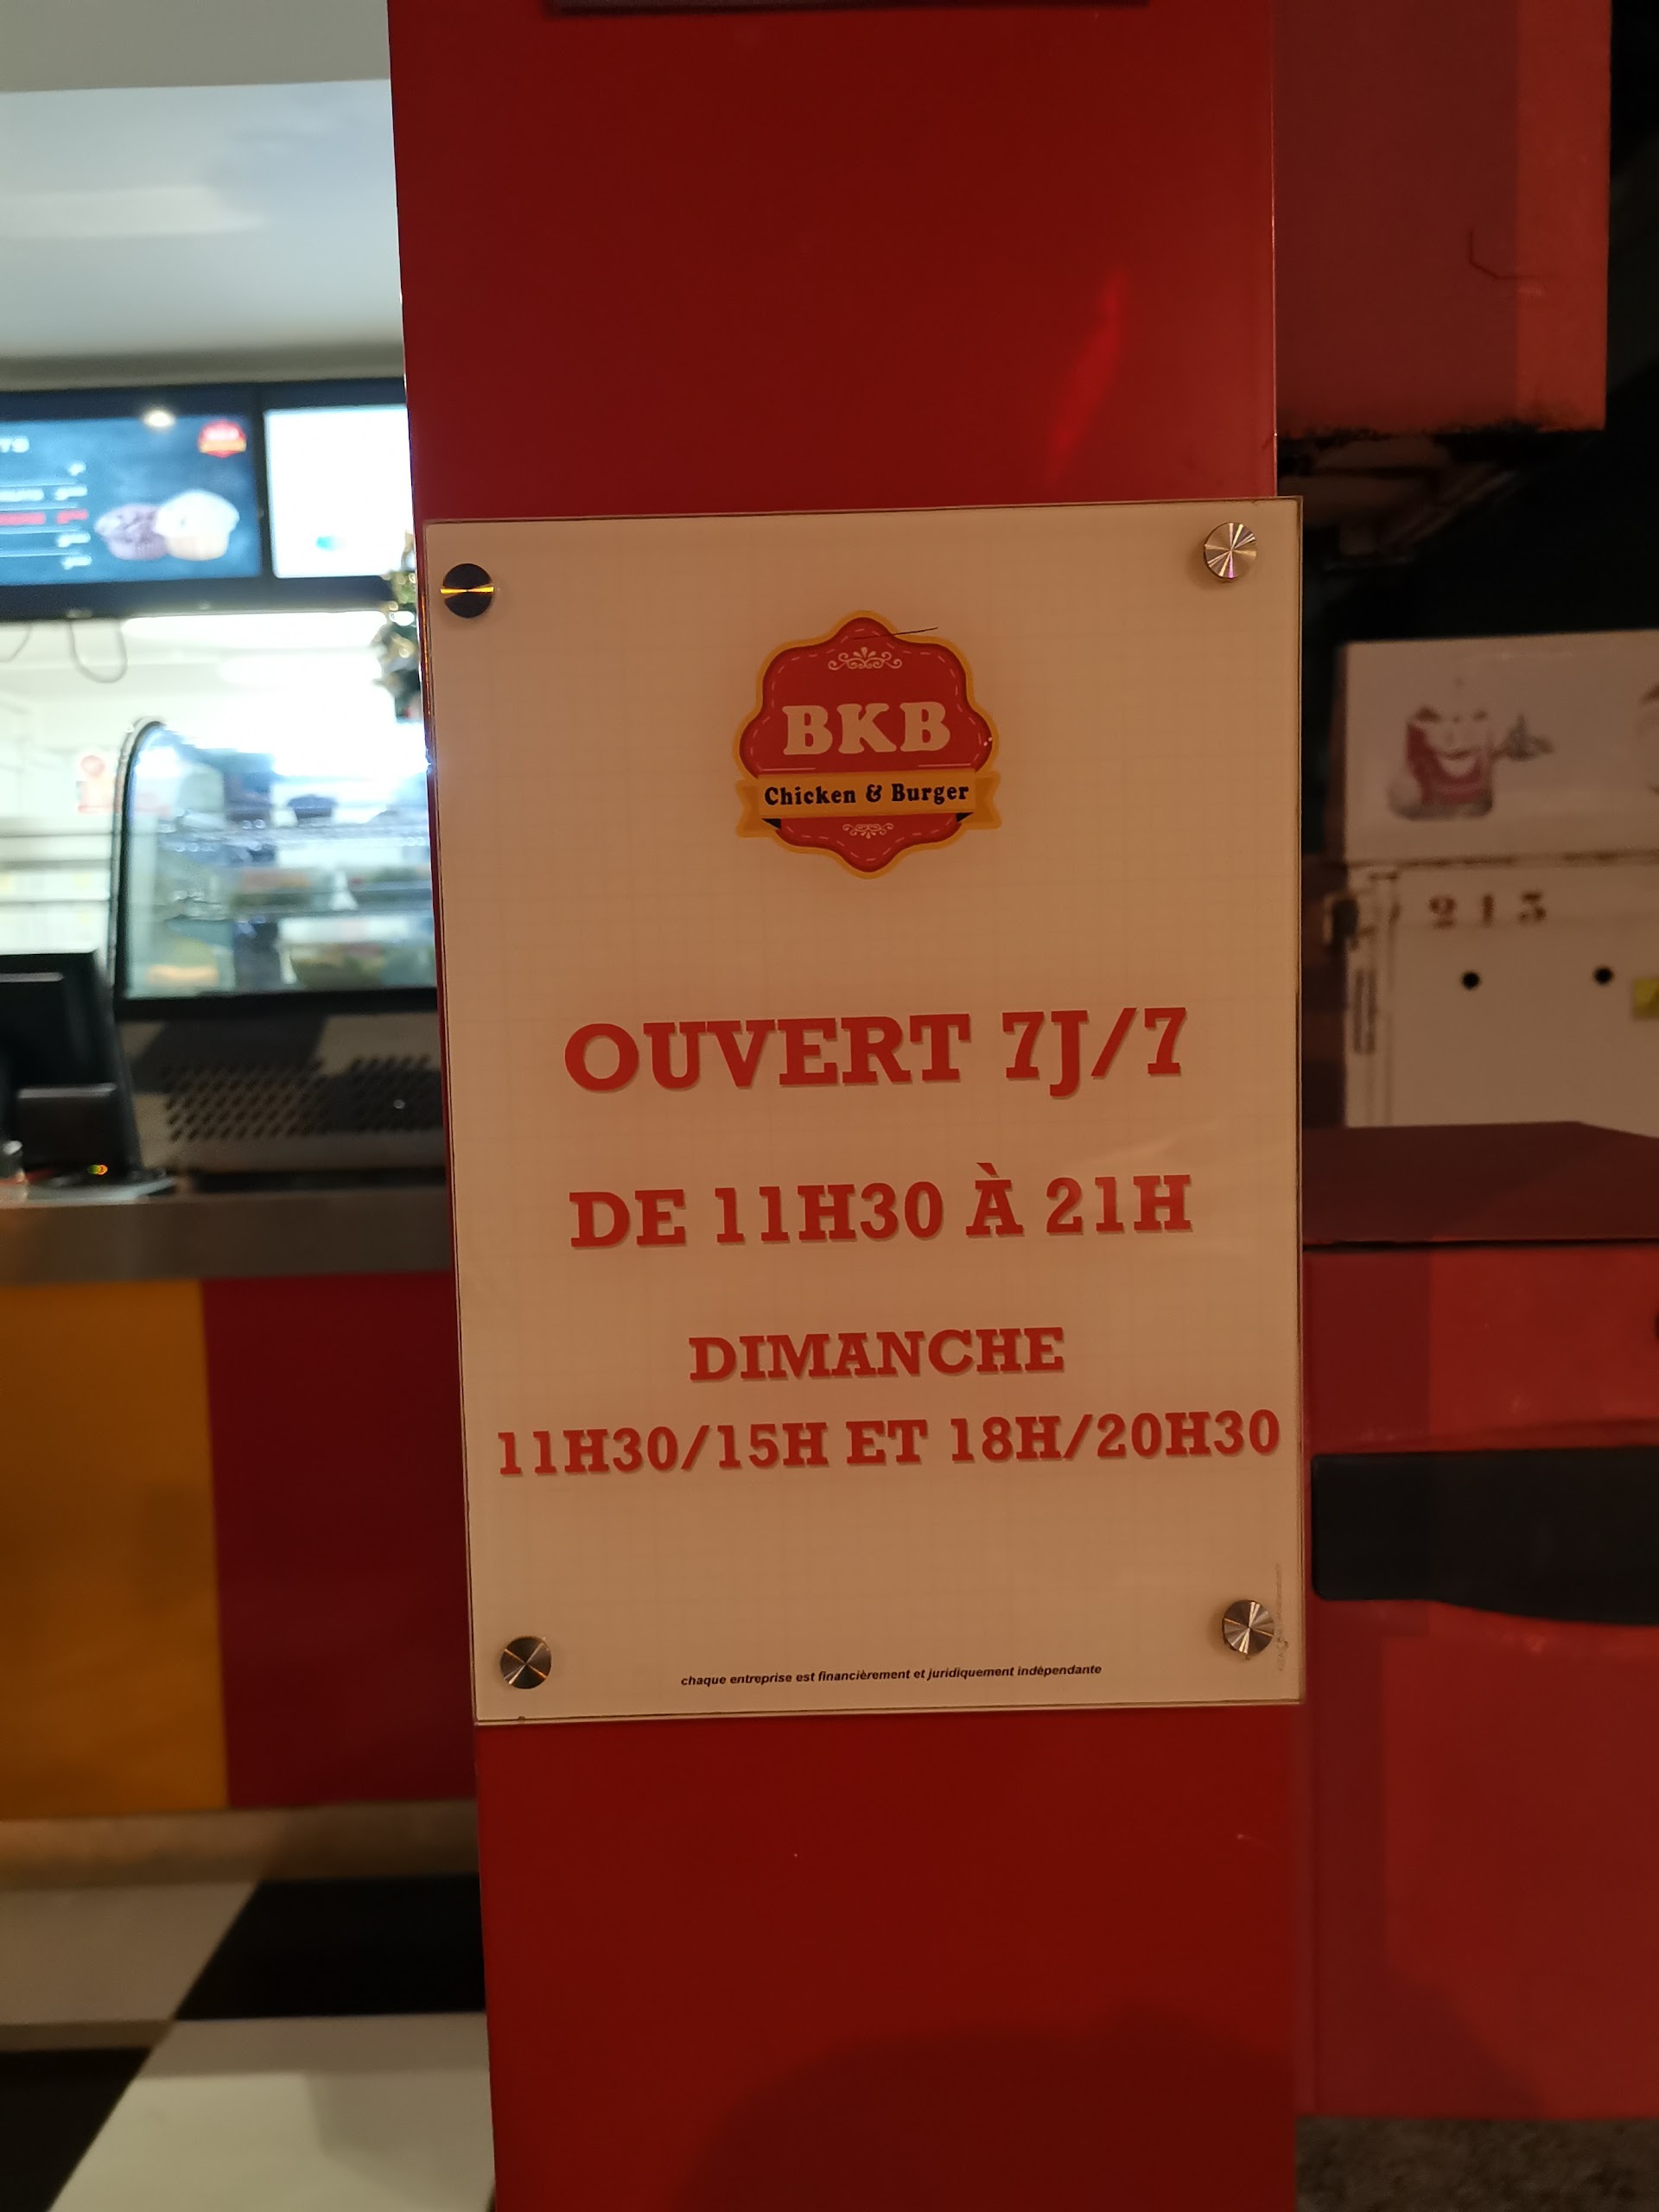 BKB
Chicken & Burger
OUVERT 7J/7
DE 11H30 À 21H
DIMANCHE
11H30/15H ET 18H/20H30
chaque entreprise est financièrement et juridiquement indépendante
213